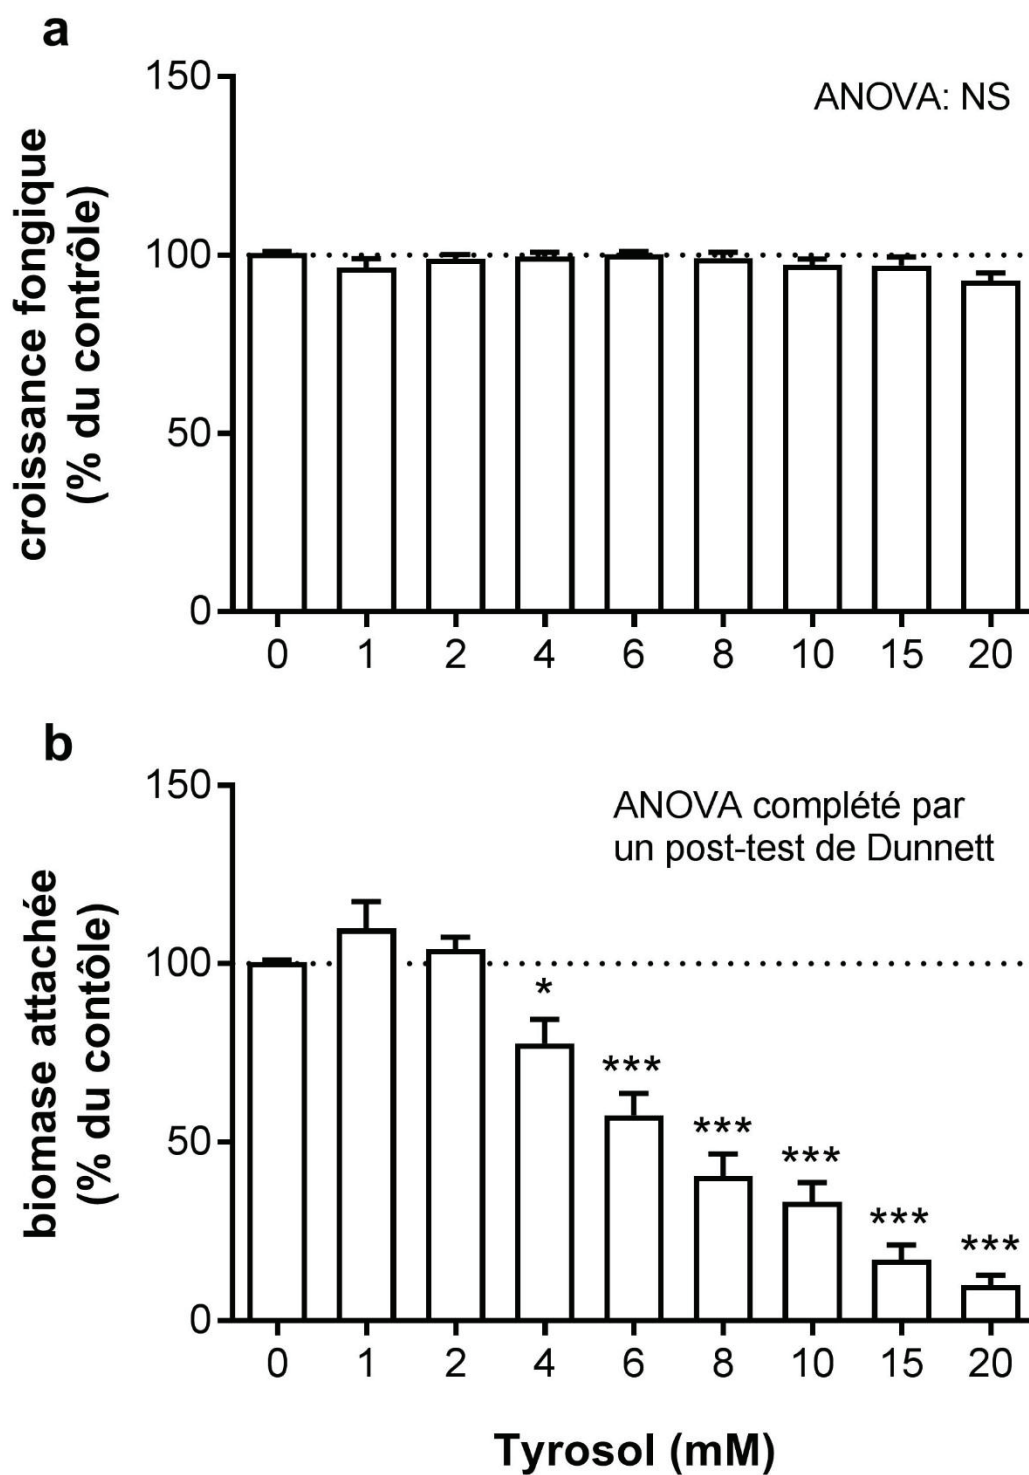 a
croissance fongique
(% du contrôle)
ANOVA: NS
150
100
50
0
0 1 2 4 6 8 10 15 20
b
biomase attachée
(% du contôle)
ANOVA complété par
un post-test de Dunnett
150
100
50
0
*
***
***
***
***
***
0 1 2 4 6 8 10 15 20
Tyrosol (mM)